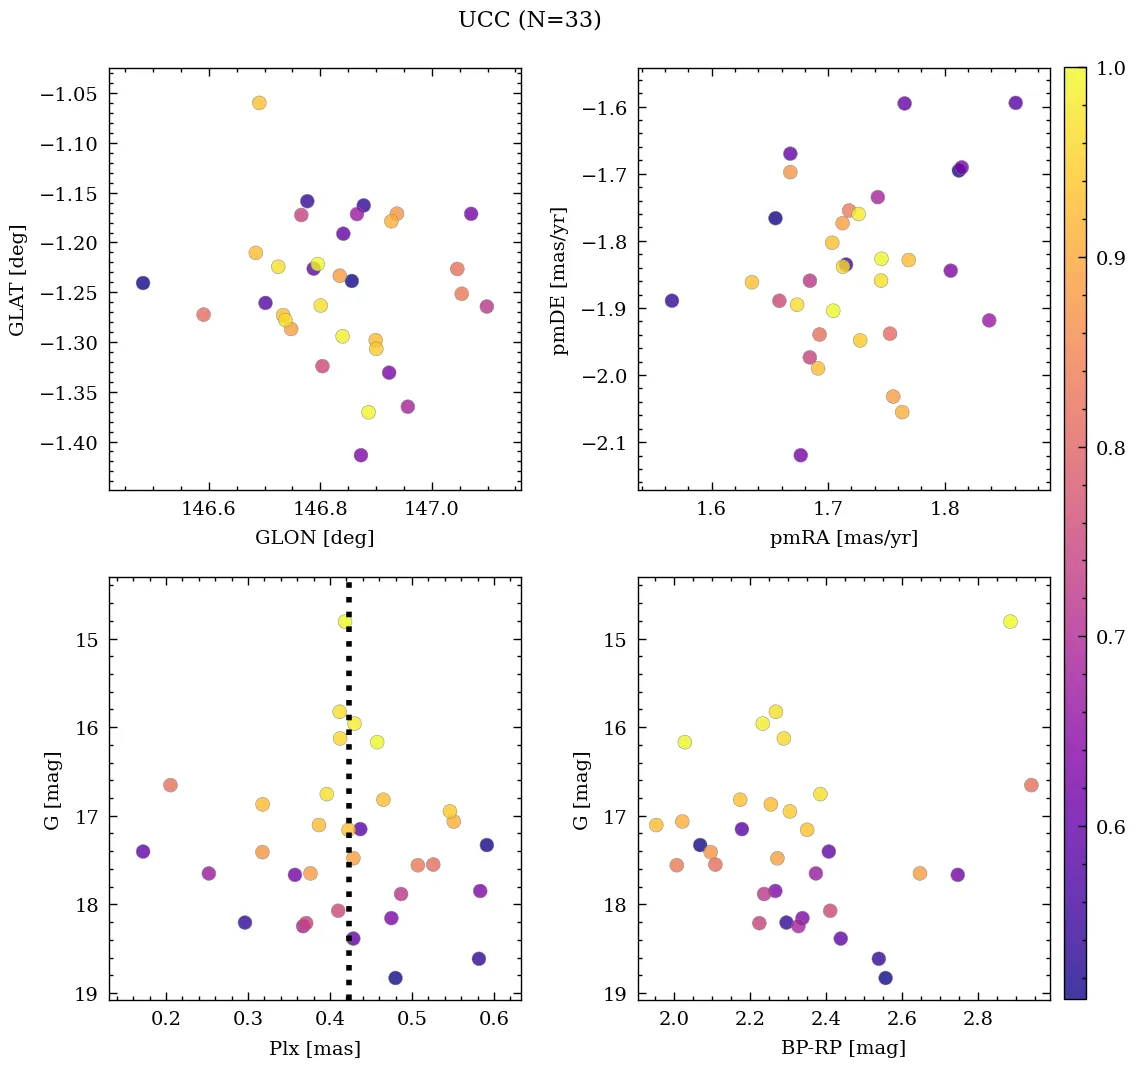 UCC (N=33)
−1.05
−1.10
−1.15
−1.20
−1.25
−1.30
−1.35
−1.40
GLAT [deg]
146.6 146.8 147.0
GLON [deg]
−1.6
−1.7
−1.8
−1.9
−2.0
−2.1
pmDE [mas/yr]
1.6 1.7 1.8
pmRA [mas/yr]
15
16
17
18
19
G [mag]
0.2 0.3 0.4 0.5 0.6
Plx [mas]
15
16
17
18
19
G [mag]
2.0 2.2 2.4 2.6 2.8
BP-RP [mag]
1.0
0.9
0.8
0.7
0.6